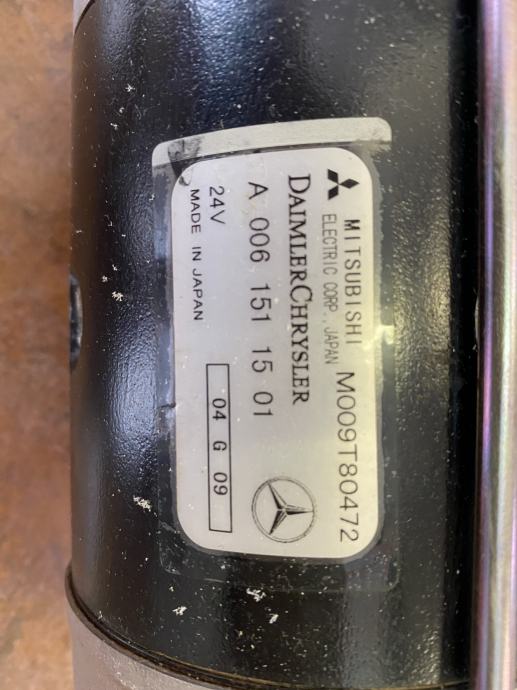 MITSUBISHI M009T80472
ELECTRIC CORP., JAPAN
DAIMLERCHRYSLER
A 006 151 15 01
24V
04 G 09
MADE IN JAPAN